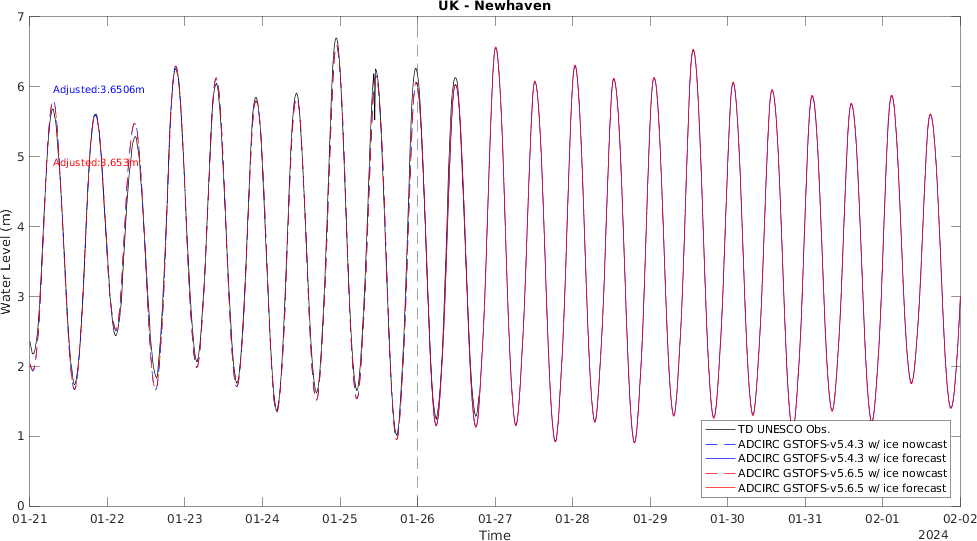 UK - Newhaven
7
6
5
4
3
2
1
0
Water Level (m)
Adjusted:3.6506m
Adjusted:3.653m
TD UNESCO Obs.
ADCIRC GSTOFS-v5.4.3 w/ ice nowcast
ADCIRC GSTOFS-v5.4.3 w/ ice forecast
ADCIRC GSTOFS-v5.6.5 w/ ice nowcast
ADCIRC GSTOFS-v5.6.5 w/ ice forecast
01-21 01-22 01-23 01-24 01-25 01-26 01-27 01-28 01-29 01-30 01-31 02-01 02-02
Time
2024